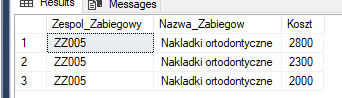 Results Messages
Zespol_Zabiegowy Nazwa_Zabiegow Koszt
1 ZZ005 Nakladki ortodontyczne 2800
2 ZZ005 Nakladki ortodontyczne 2300
3 ZZ005 Nakladki ortodontyczne 2000